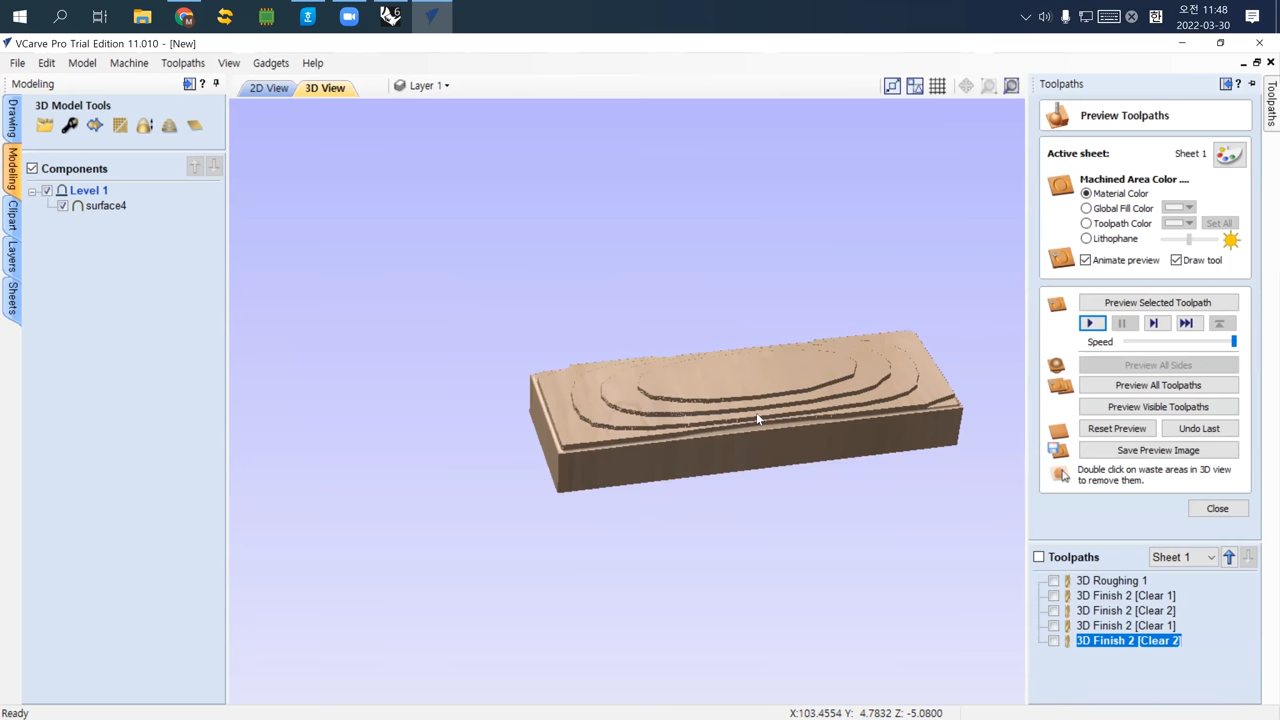 6
한
오전 11:48
2022-03-30
VCarve Pro Trial Edition 11.010 - [New]
File Edit Model Machine Toolpaths View Gadgets Help
Modeling
?
2D View
3D View
Layer 1
Toolpaths
?
Drawing
Modeling
Clipart
Layers
Sheets
3D Model Tools
Components
Level 1
surface4
Toolpaths
Preview Toolpaths
Active sheet: Sheet 1
Machined Area Color ....
Material Color
Global Fill Color
Toolpath Color Set All
Lithophane
Animate preview Draw tool
Preview Selected Toolpath
Speed
Preview All Sides
Preview All Toolpaths
Preview Visible Toolpaths
Reset Preview Undo Last
Save Preview Image
Double click on waste areas in 3D view
to remove them.
Close
Toolpaths Sheet 1
3D Roughing 1
3D Finish 2 [Clear 1]
3D Finish 2 [Clear 2]
3D Finish 2 [Clear 1]
3D Finish 2 [Clear 2]
Ready
X:103.4554 Y: 4.7832 Z: -5.0800